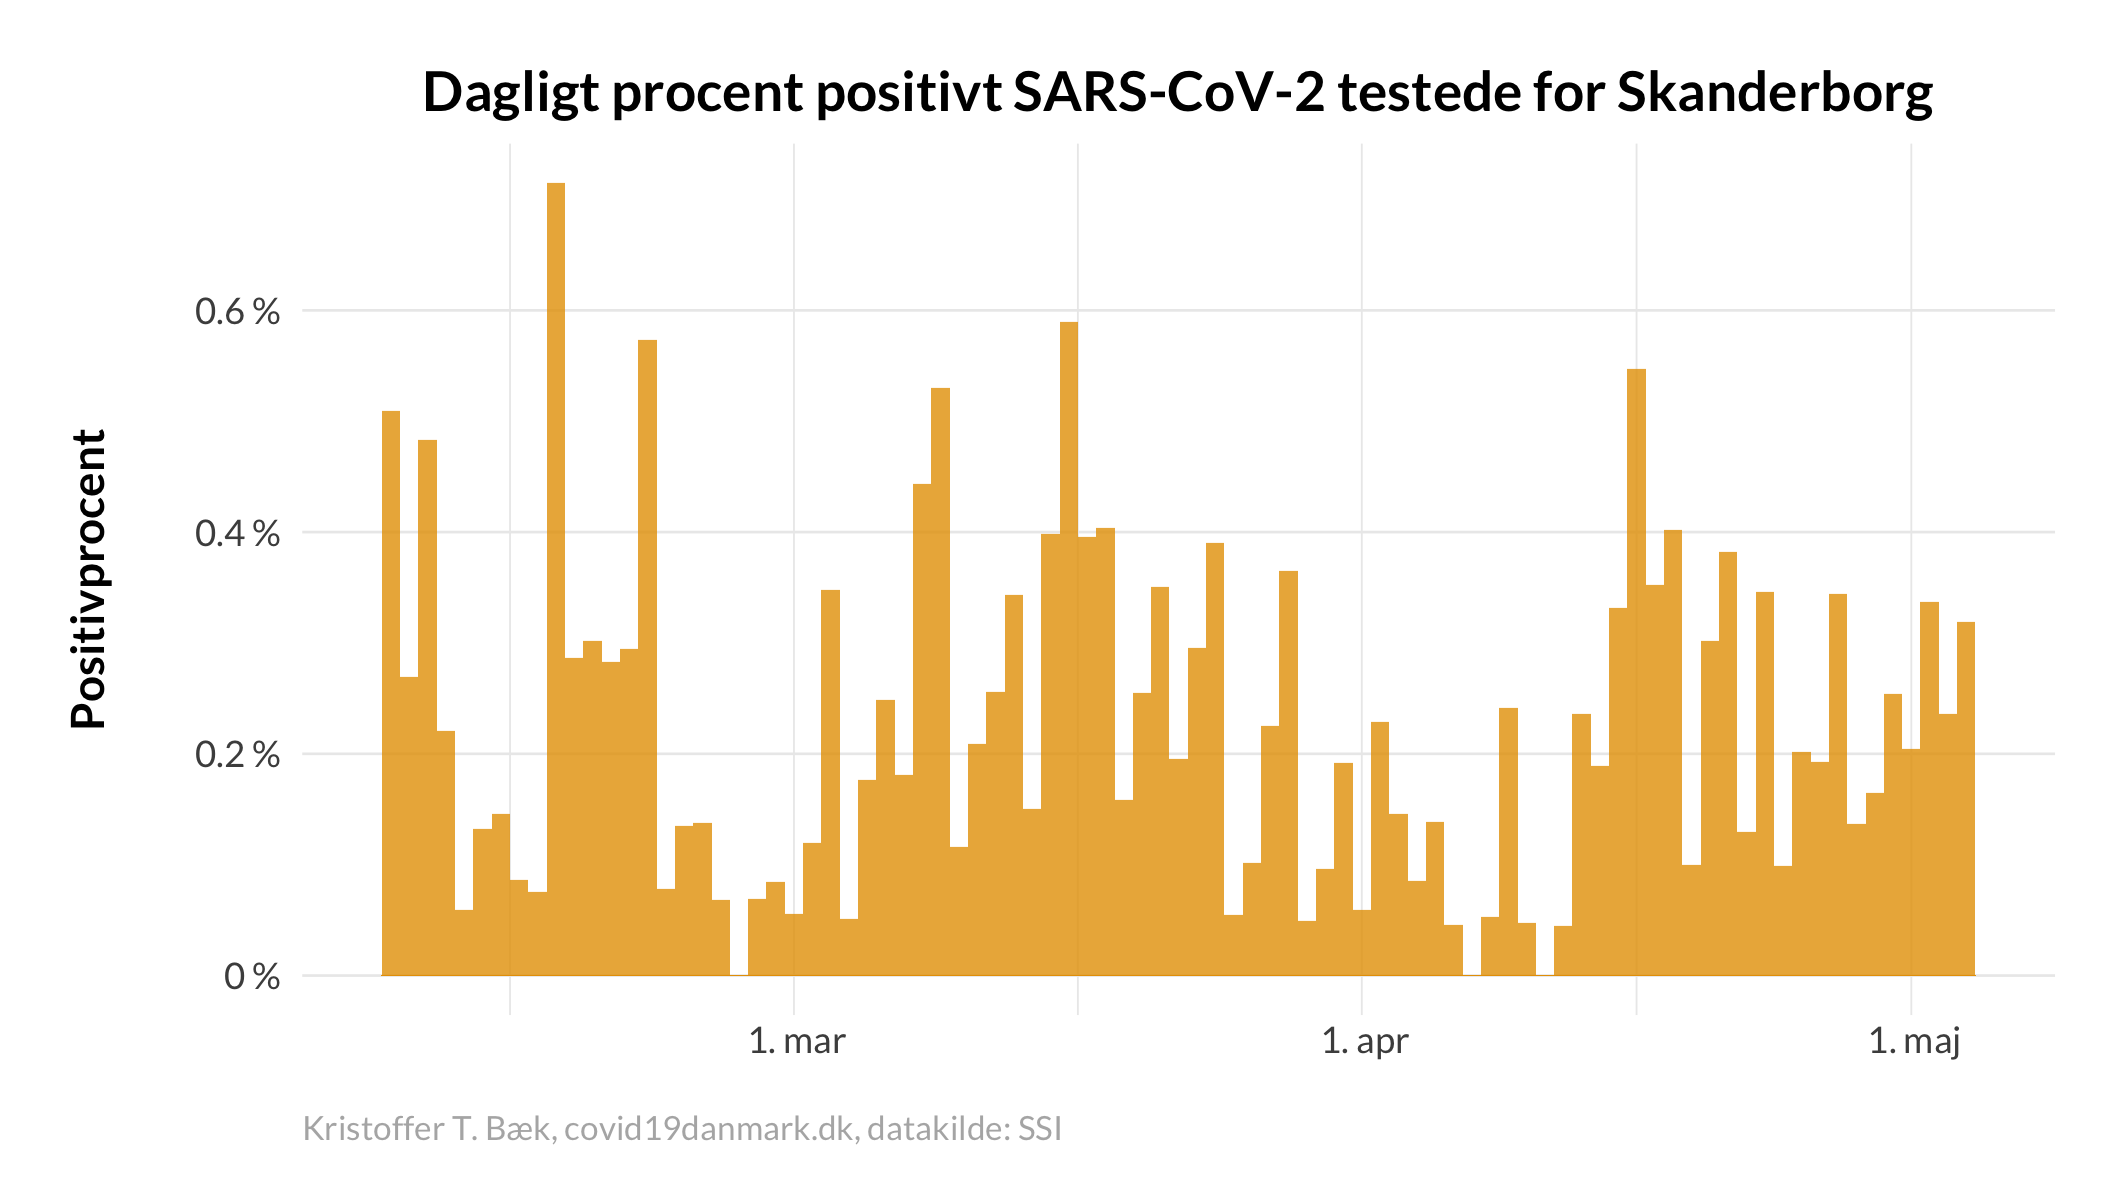 Dagligt procent positivt SARS-CoV-2 testede for Skanderborg
Positivprocent
0.6 %
0.4 %
0.2 %
0 %
1. mar
1. apr
1. maj
Kristoffer T. Bæk, covid19danmark.dk, datakilde: SSI